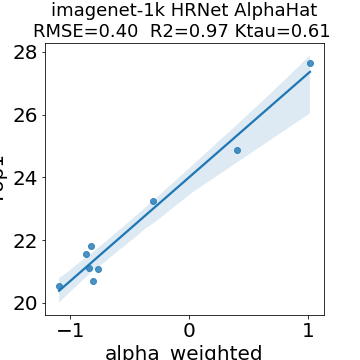 imagenet-1k HRNet AlphaHat
RMSE=0.40 R2=0.97 Ktau=0.61
28
26
24
22
20
−1
0
1
alpha_weighted